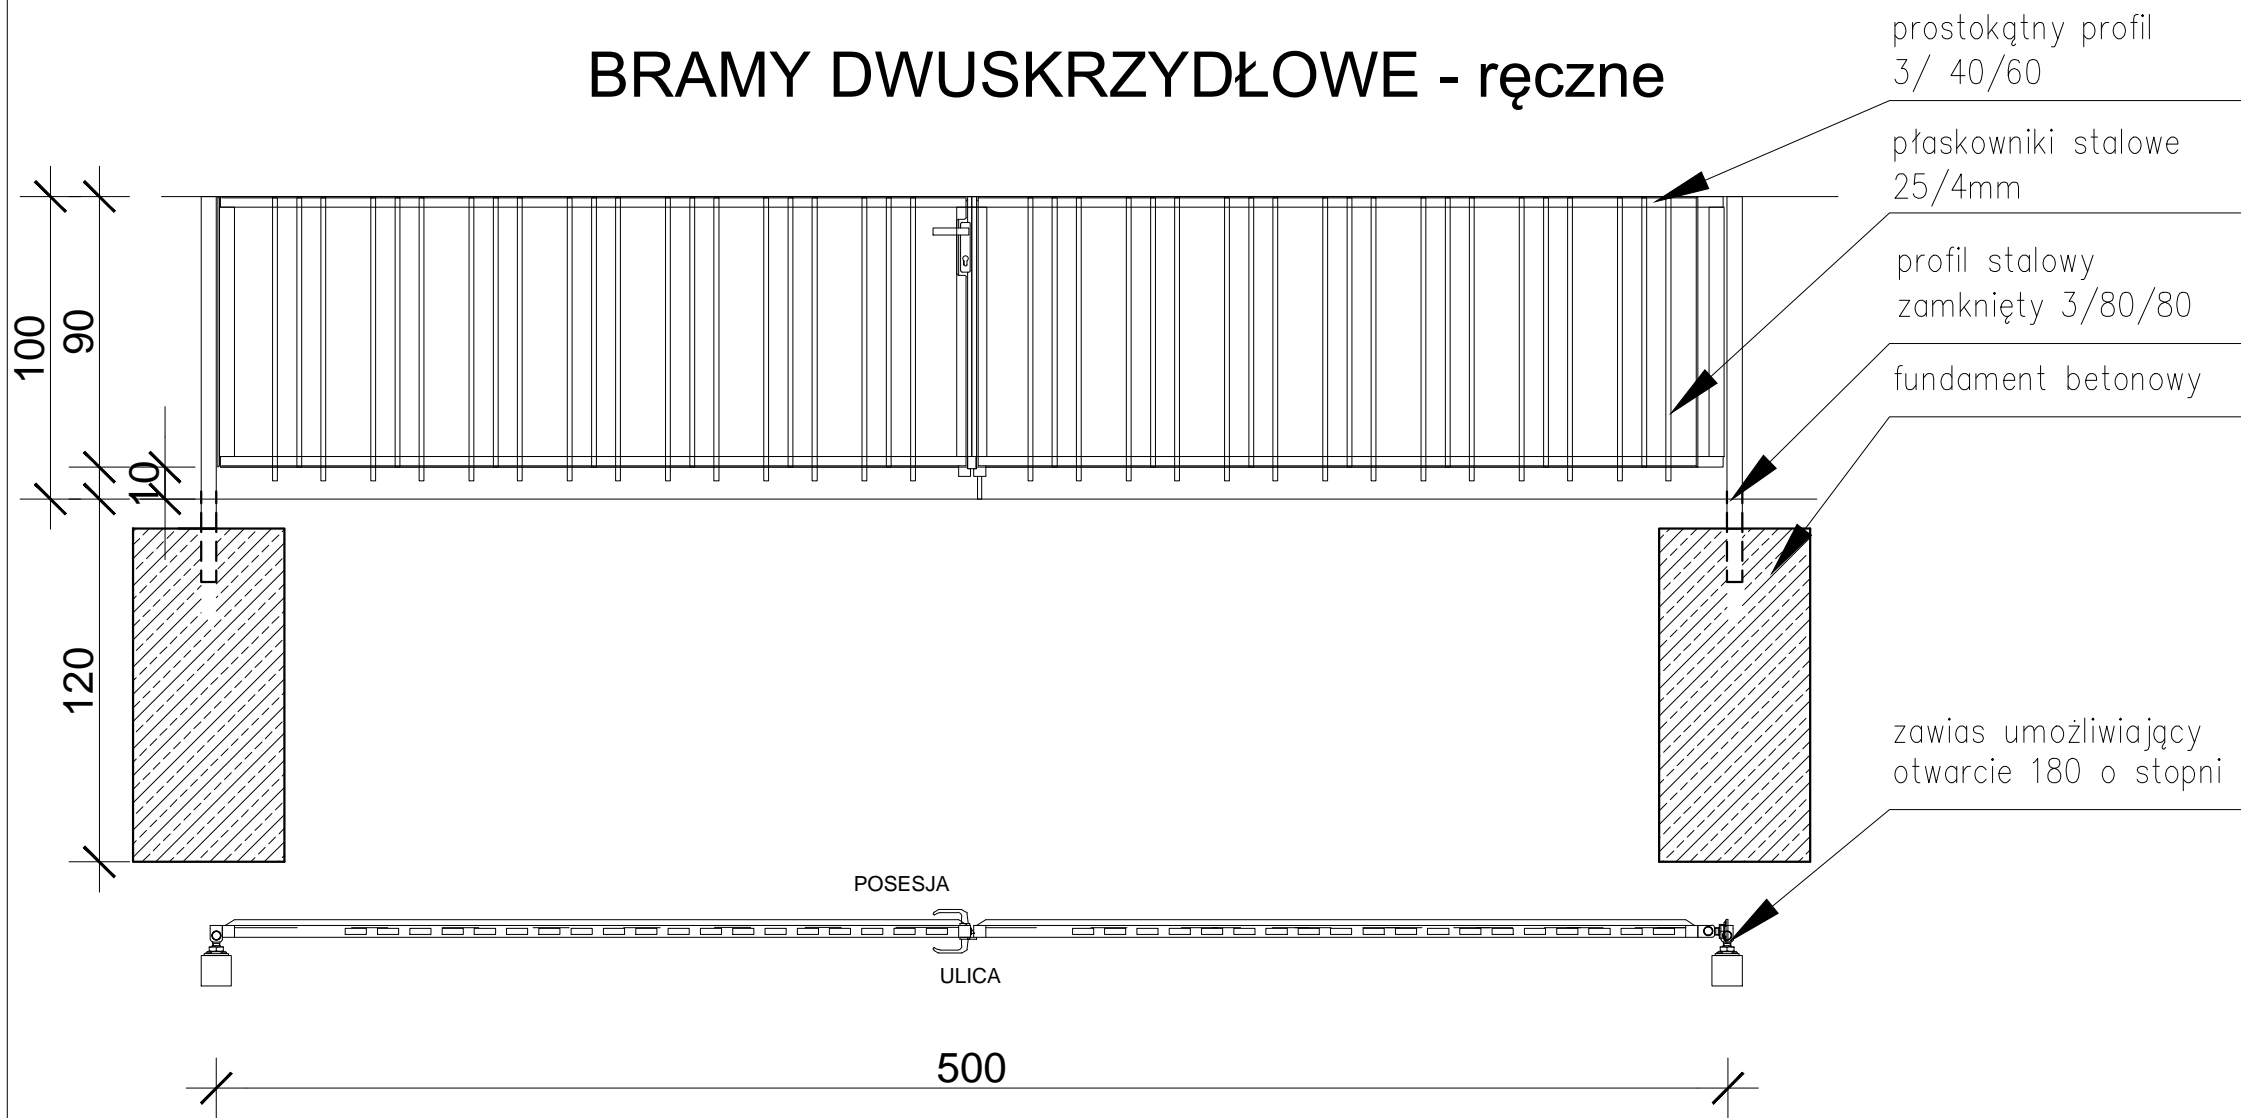 BRAMY DWUSKRZYDŁOWE - ręczne
prostokątny profil
3/ 40/60
płaskowniki stalowe
25/4mm
profil stalowy
zamknięty 3/80/80
fundament betonowy
100
90
10
120
zawias umożliwiający
otwarcie 180 o stopni
POSESJA
ULICA
500